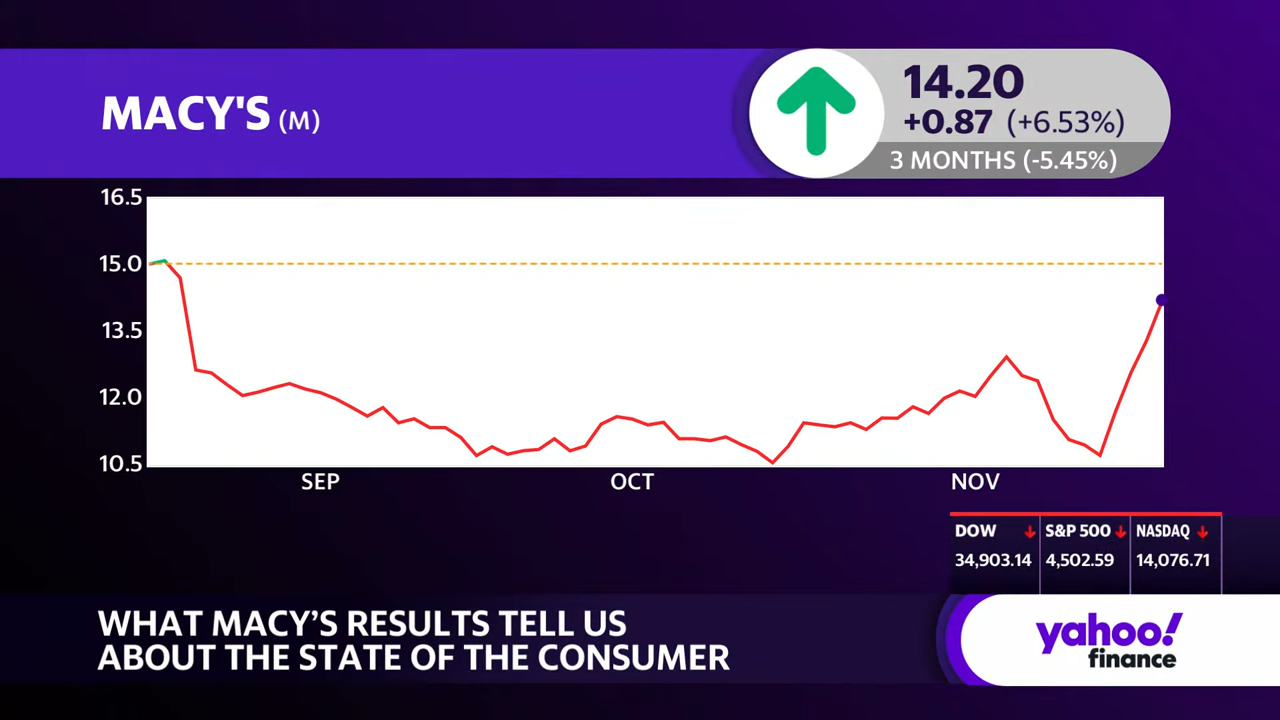 MACY'S (M)
14.20
+0.87 (+6.53%)
3 MONTHS (-5.45%)
16.5
15.0
13.5
12.0
10.5
SEP OCT NOV
DOW S&P 500 NASDAQ
34,903.14 4,502.59 14,076.71
WHAT MACY’S RESULTS TELL US
ABOUT THE STATE OF THE CONSUMER
yahoo!
finance